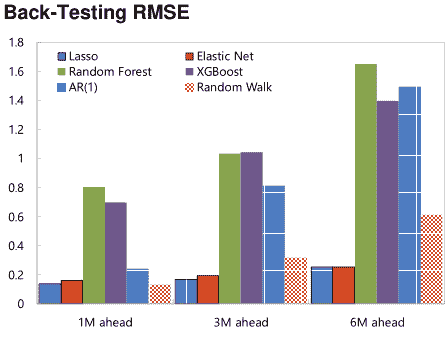 Back-Testing RMSE
1.8
1.6
1.4
1.2
1
0.8
0.6
0.4
0.2
0
Lasso
Elastic Net
Random Forest
XGBoost
AR(1)
Random Walk
1M ahead
3M ahead
6M ahead